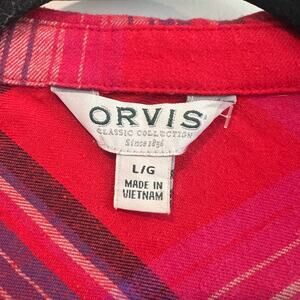 ORVIS
CLASSIC COLLECTION
Since 1856
L/G
MADE IN
VIETNAM